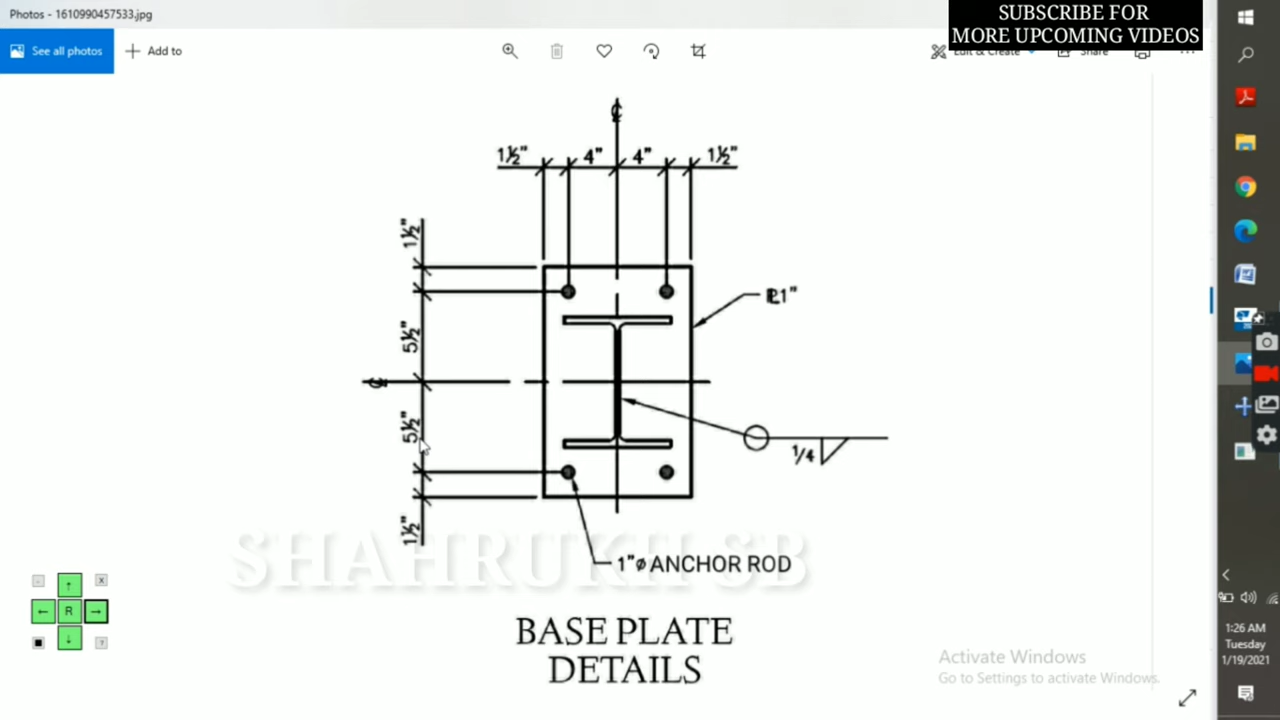 Photos - 1610990457533.jpg
SUBSCRIBE FOR
MORE UPCOMING VIDEOS
See all photos
Add to
Edit & Create
Share
℄
1½" 4" 4" 1½"
1½"
5½"
℄
5½"
1½"
℄1"
1/4
1"ø ANCHOR ROD
SHAHRUKH SB
BASE PLATE
DETAILS
R
X
?
Activate Windows
Go to Settings to activate Windows.
1:26 AM
Tuesday
1/19/2021